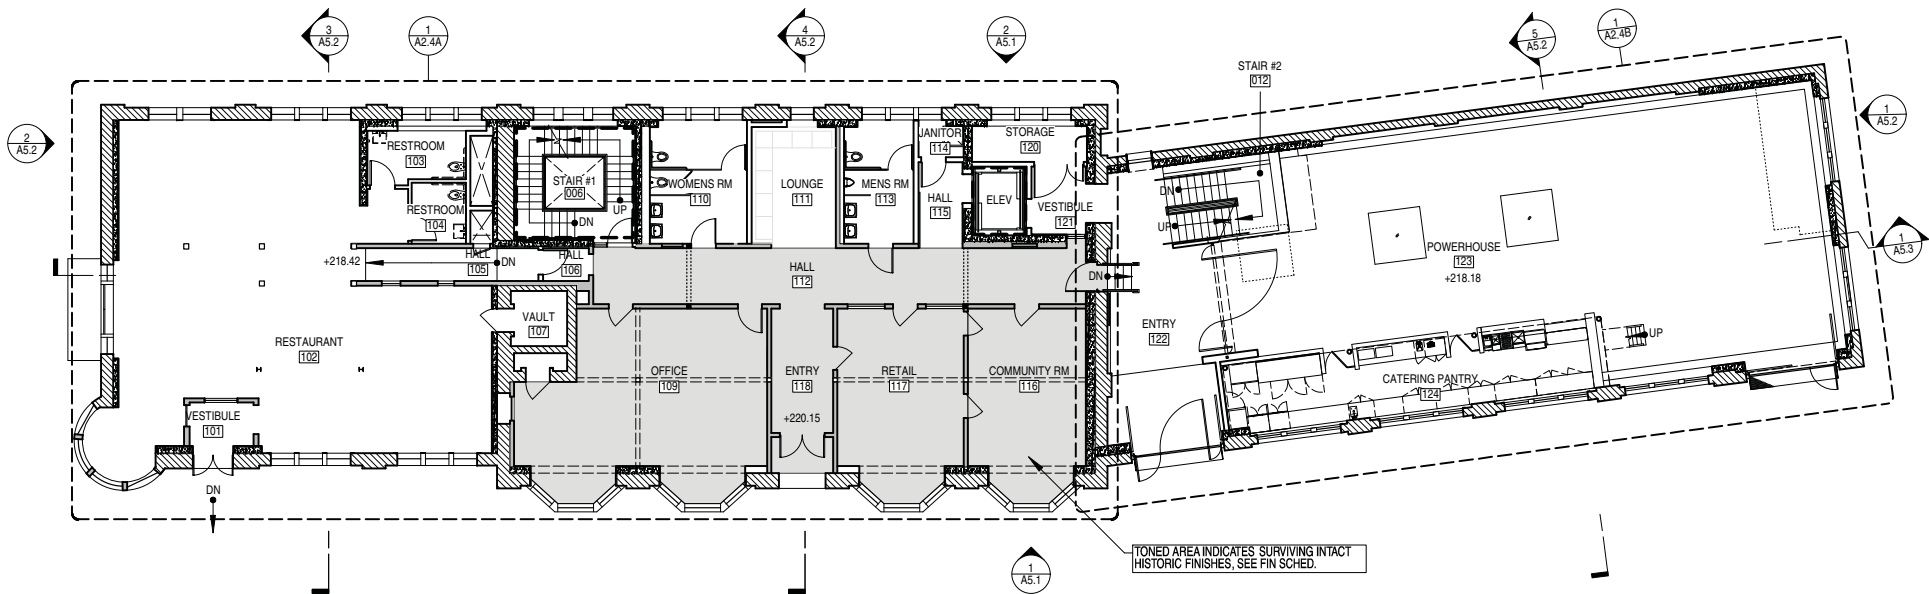 3
A5.2
1
A2.4A
4
A5.2
2
A5.1
5
A5.2
1
A2.4B
STAIR #2
012
1
A5.2
2
A5.2
RESTROOM
103
V
RESTROOM
104
V
STAIR #1
006
UP
DN
WOMENS RM
110
LOUNGE
111
MENS RM
113
JANITOR
114
HALL
115
STORAGE
120
ELEV
VESTIBULE
121
DN
UP
POWERHOUSE
123
+218.18
1
A5.3
+218.42
HALL
105
DN
HALL
106
HALL
112
DN
VAULT
107
RESTAURANT
102
OFFICE
109
ENTRY
118
+220.15
RETAIL
117
COMMUNITY RM
116
ENTRY
122
UP
CATERING PANTRY
124
VESTIBULE
101
DN
TONED AREA INDICATES SURVIVING INTACT
HISTORIC FINISHES, SEE FIN SCHED.
1
A5.1